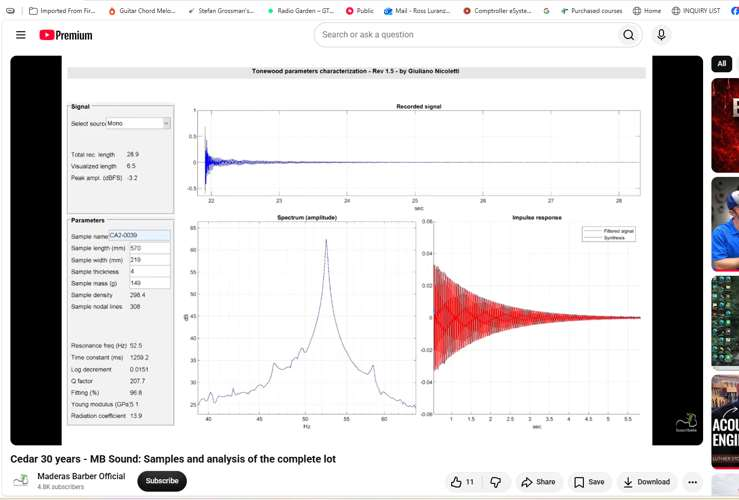 Imported From Fir...
Guitar Chord Melo...
Stefan Grossman's...
Radio Garden – GT...
Public
Mail - Ross Luranz...
Comptroller eSyste...
Purchased courses
Home
INQUIRY LIST
Premium
Search or ask a question
All
Tonewood parameters characterization - Rev 1.5 - by Giuliano Nicoletti
Signal
Select source Mono
Total rec. length 28.9
Visualized length 6.5
Peak ampl. (dBFS) -3.2
Recorded signal
1
0.5
0
-0.5
22 23 24 25 26 27 28
sec
Parameters
Sample name CA2-0039
Sample length (mm) 570
Sample width (mm) 219
Sample thickness 4
Sample mass (g) 149
Sample density 298.4
Sample nodal lines 308
Resonance freq (Hz) 52.5
Time constant (ms) 1259.2
Log decrement 0.0151
Q factor 207.7
Fitting (%) 96.8
Young modulus (GPa) 5.1
Radiation coefficient 13.9
Spectrum (amplitude)
65
60
55
50
45
40
35
30
25
dB
40 45 50 55 60
Hz
Impulse response
Filtered signal
Synthesis
0.06
0.04
0.02
0
-0.02
-0.04
-0.06
1 1.5 2 2.5 3 3.5 4 4.5 5 5.5
sec
Cedar 30 years - MB Sound: Samples and analysis of the complete lot
Maderas Barber Official
4.8K subscribers
Subscribe
11
Share
Save
Download
ACOU
ENGINE